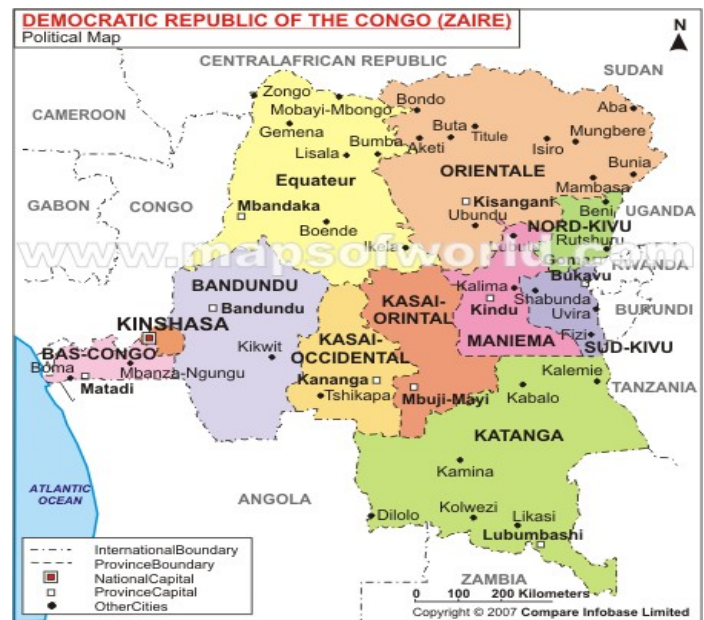 DEMOCRATIC REPUBLIC OF THE CONGO (ZAIRE)
Political Map
N
CENTRALAFRICAN REPUBLIC
SUDAN
CAMEROON
Zongo
Mobayi-Mbongo
Bondo
Aba
Gemena
Buta
Titule
Mungbere
Lisala
Bumba
Aketi
Isiro
Bunia
ORIENTALE
Equateur
Mambasa
GABON
CONGO
Mbandaka
Kisangani
Beni
UGANDA
Boende
Ubundu
NORD-KIVU
Ikela
Lubutu
Rutshuru
www.mapsofworld.com
Goma
RWANDA
BANDUNDU
KASAI-
ORINTAL
Kalima
Bukavu
Bandundu
Kindu
Shabunda
Uvira
BURUNDI
KINSHASA
KASAI-
OCCIDENTAL
MANIEMA
Fizi
SUD-KIVU
BAS-CONGO
Kikwit
Boma
Mbanza-Ngungu
Matadi
Kananga
Tshikapa
Mbuji-Mayi
Kabalo
Kalemie
TANZANIA
KATANGA
Kamina
ATLANTIC
OCEAN
ANGOLA
Dilolo
Kolwezi
Likasi
Lubumbashi
ZAMBIA
InternationalBoundary
ProvinceBoundary
NationalCapital
ProvinceCapital
OtherCities
0 100 200 Kilometers
Copyright © 2007 Compare Infobase Limited